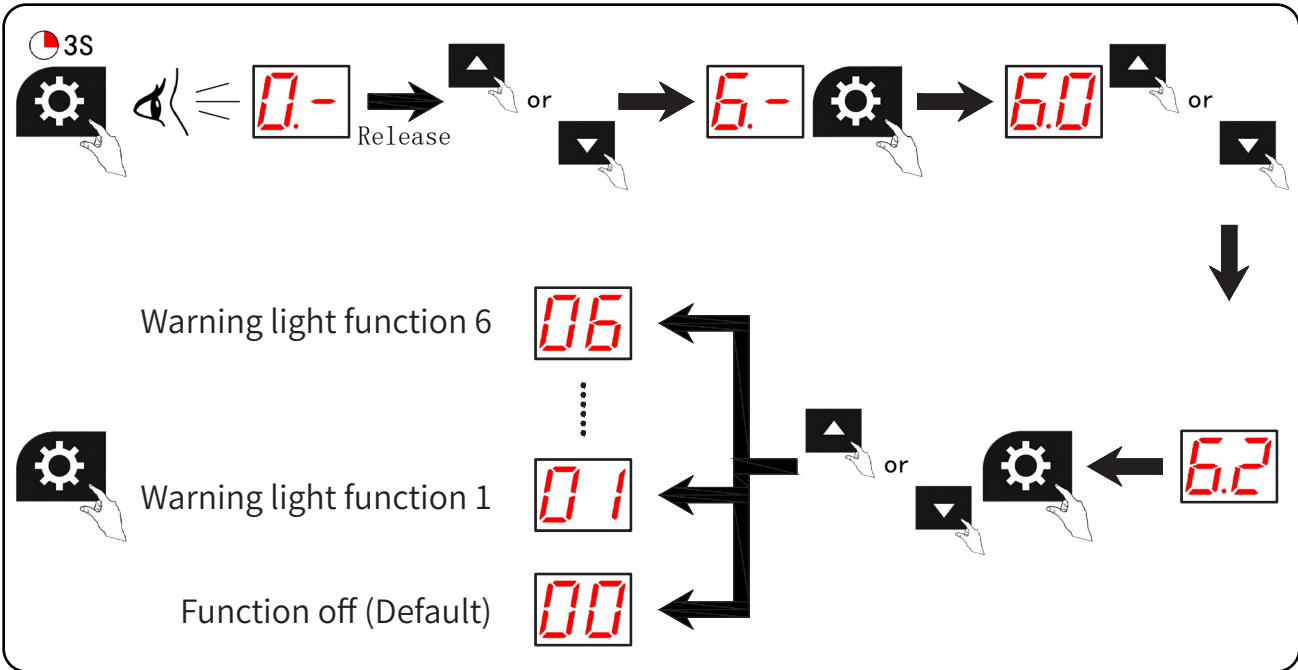 3S
0.-
Release
or
6.-
6.0
or
Warning light function 6
06
Warning light function 1
01
or
6.2
Function off (Default)
00